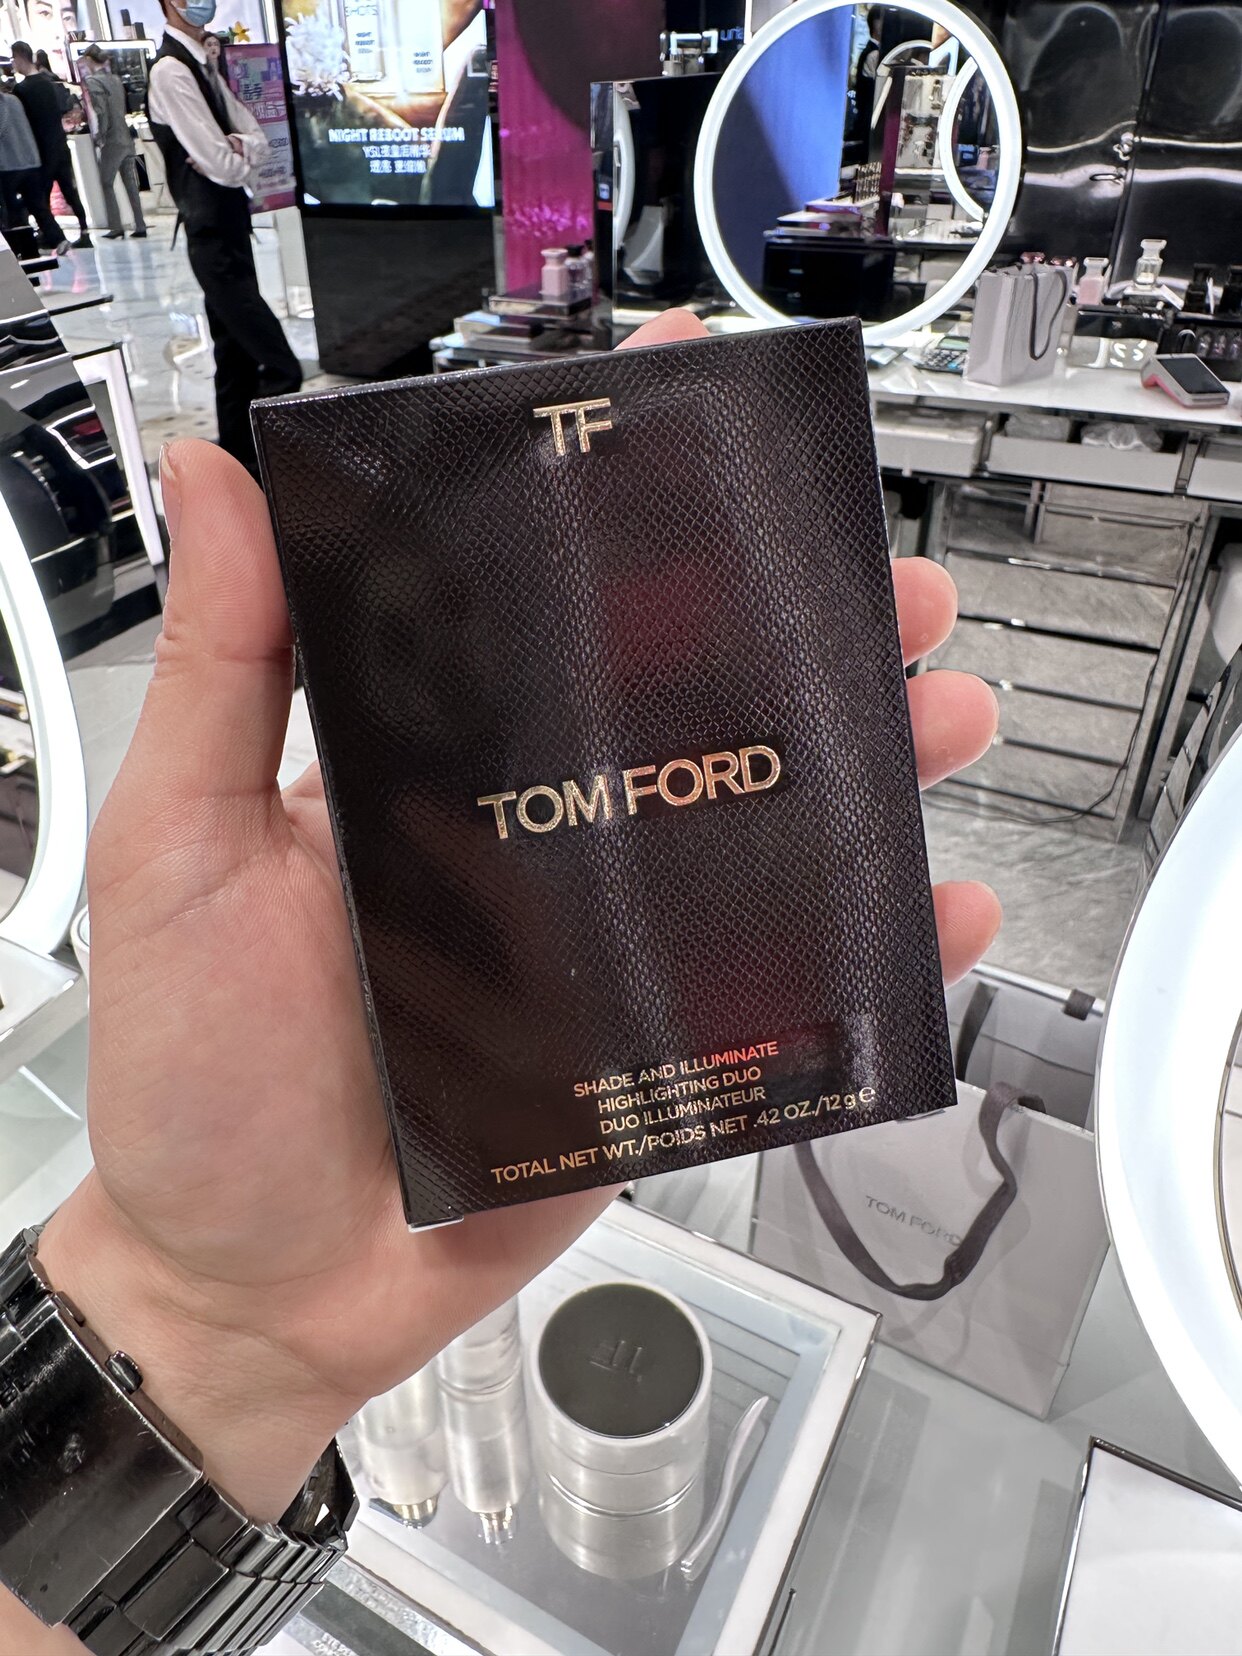 NIGHT REBOOT SERUM
TF
TOM FORD
SHADE AND ILLUMINATE
HIGHLIGHTING DUO
DUO ILLUMINATEUR
TOTAL NET WT./POIDS NET .42 OZ./12 g ℮
TOM FORD
TF